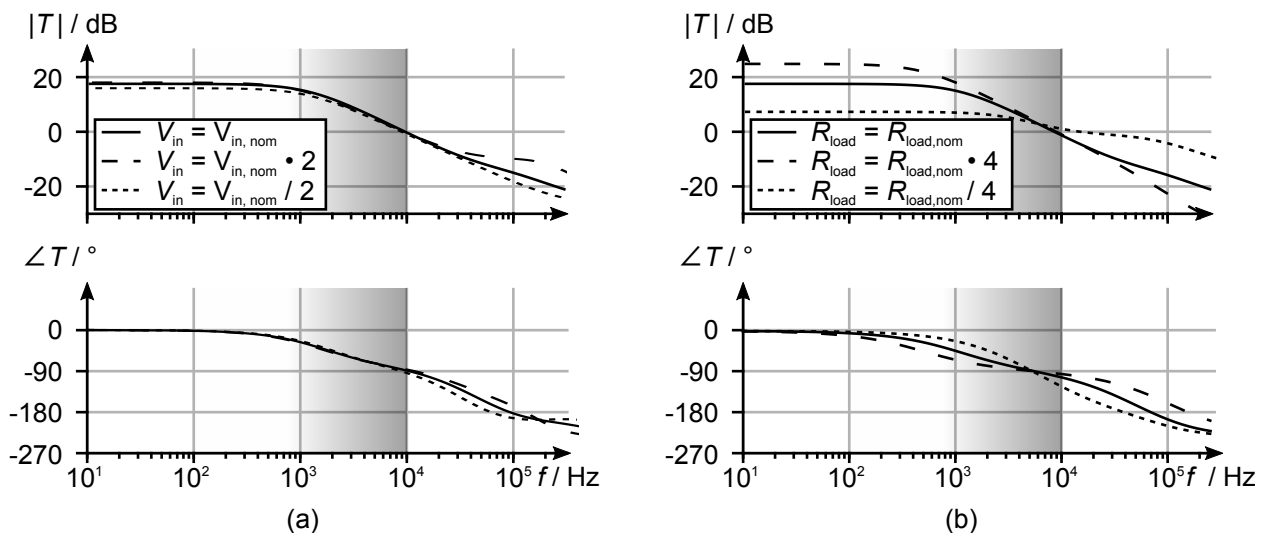 |T| / dB
20
0
-20
V_in = V_in, nom
V_in = V_in, nom • 2
V_in = V_in, nom / 2
∠T / °
0
-90
-180
-270
10^1
10^2
10^3
10^4
10^5
f / Hz
(a)
|T| / dB
20
0
-20
R_load = R_load,nom
R_load = R_load,nom • 4
R_load = R_load,nom / 4
∠T / °
0
-90
-180
-270
10^1
10^2
10^3
10^4
10^5
f / Hz
(b)